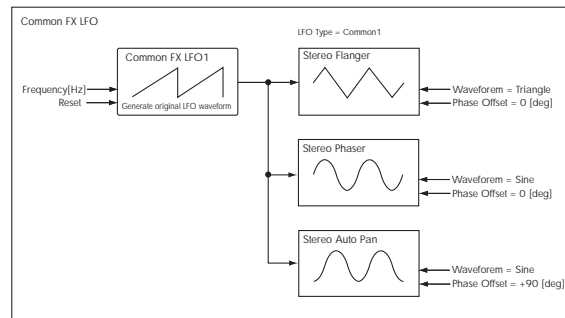 Common FX LFO
LFO Type = Common1
Common FX LFO1
Generate original LFO waveform
Frequency[Hz]
Reset
Stereo Flanger
Waveforem = Triangle
Phase Offset = 0 [deg]
Stereo Phaser
Waveforem = Sine
Phase Offset = 0 [deg]
Stereo Auto Pan
Waveforem = Sine
Phase Offset = +90 [deg]